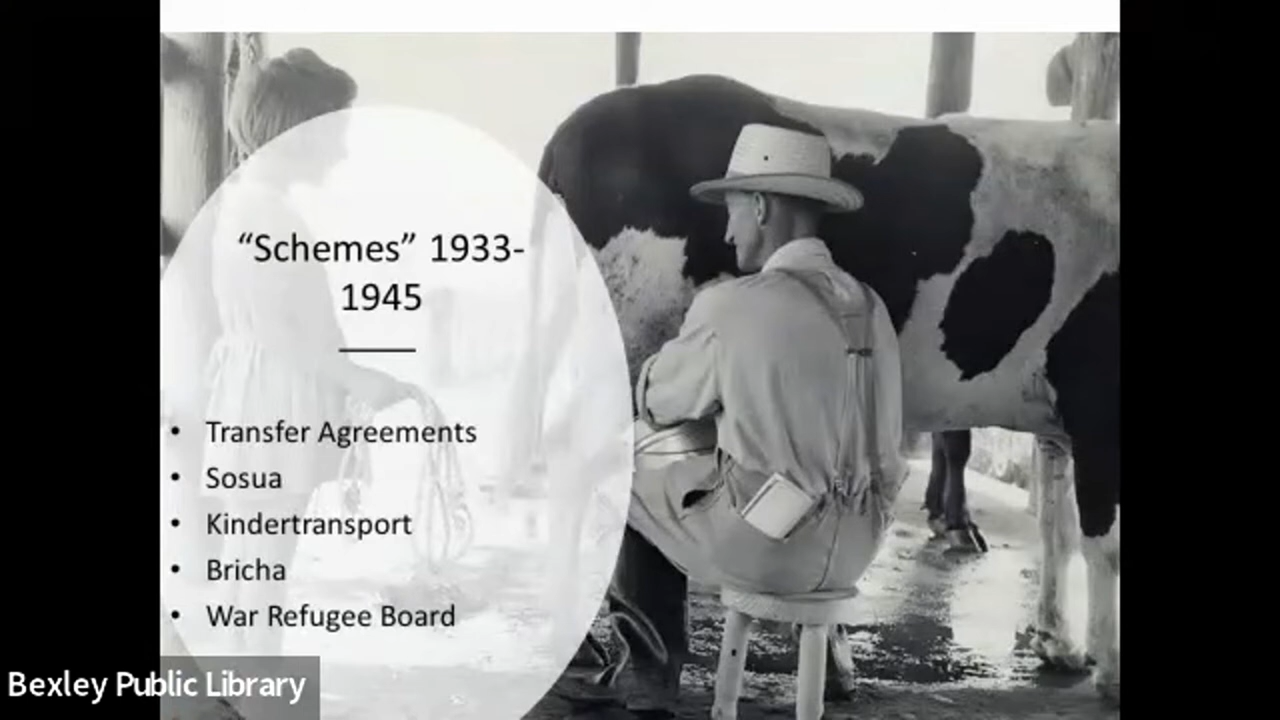 “Schemes” 1933-
1945
• Transfer Agreements
• Sosua
• Kindertransport
• Bricha
• War Refugee Board
Bexley Public Library